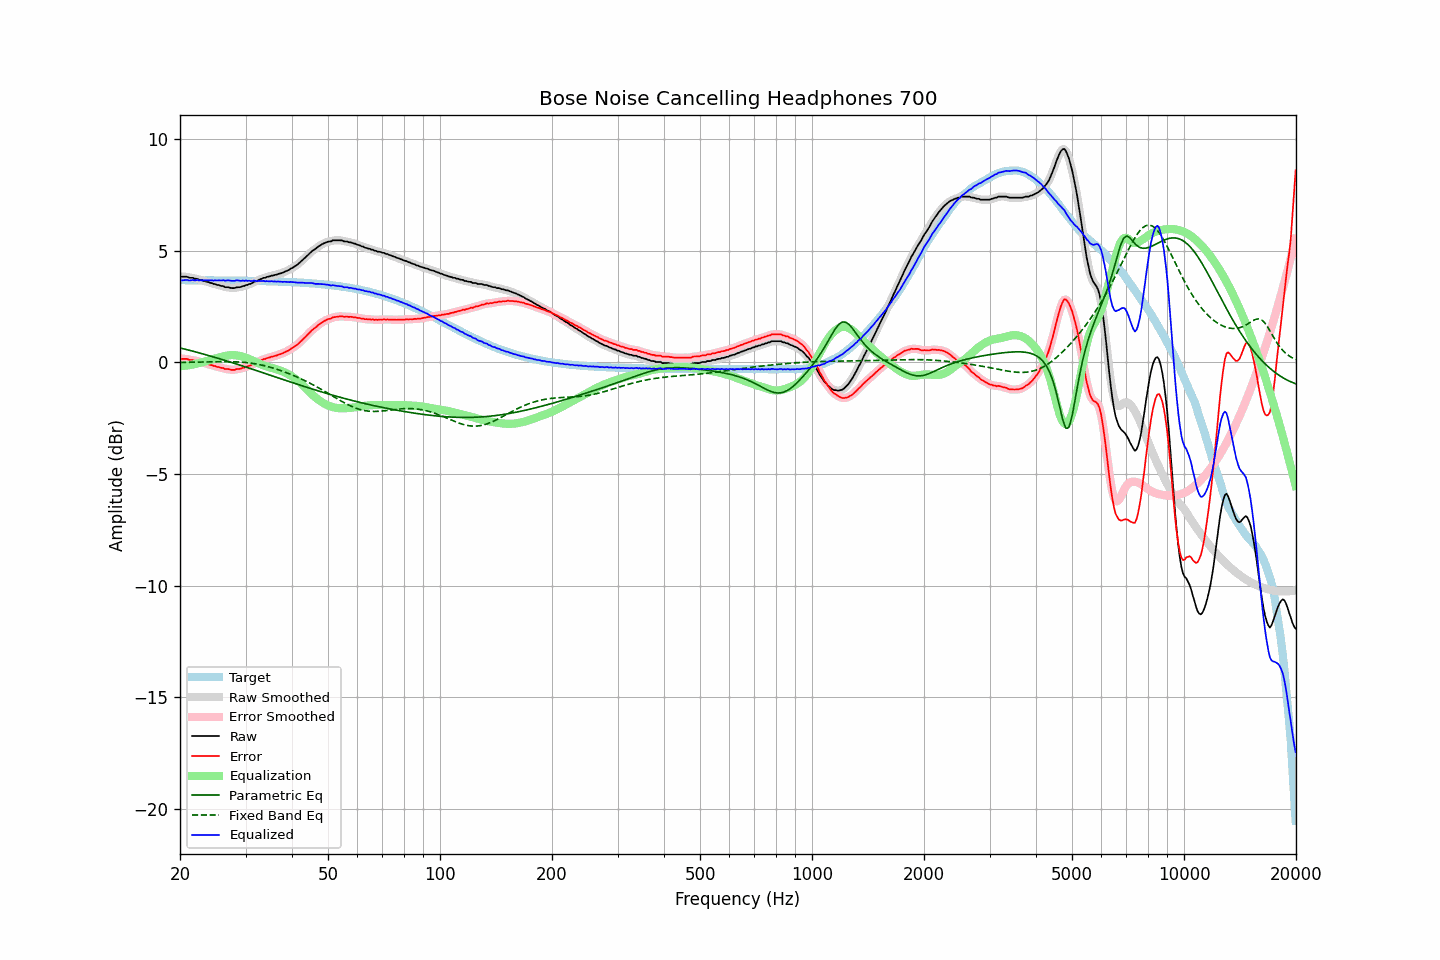 Bose Noise Cancelling Headphones 700
10
5
0
−5
−10
−15
−20
Amplitude (dBr)
Target
Raw Smoothed
Error Smoothed
Raw
Error
Equalization
Parametric Eq
Fixed Band Eq
Equalized
20 50 100 200 500 1000 2000 5000 10000 20000
Frequency (Hz)